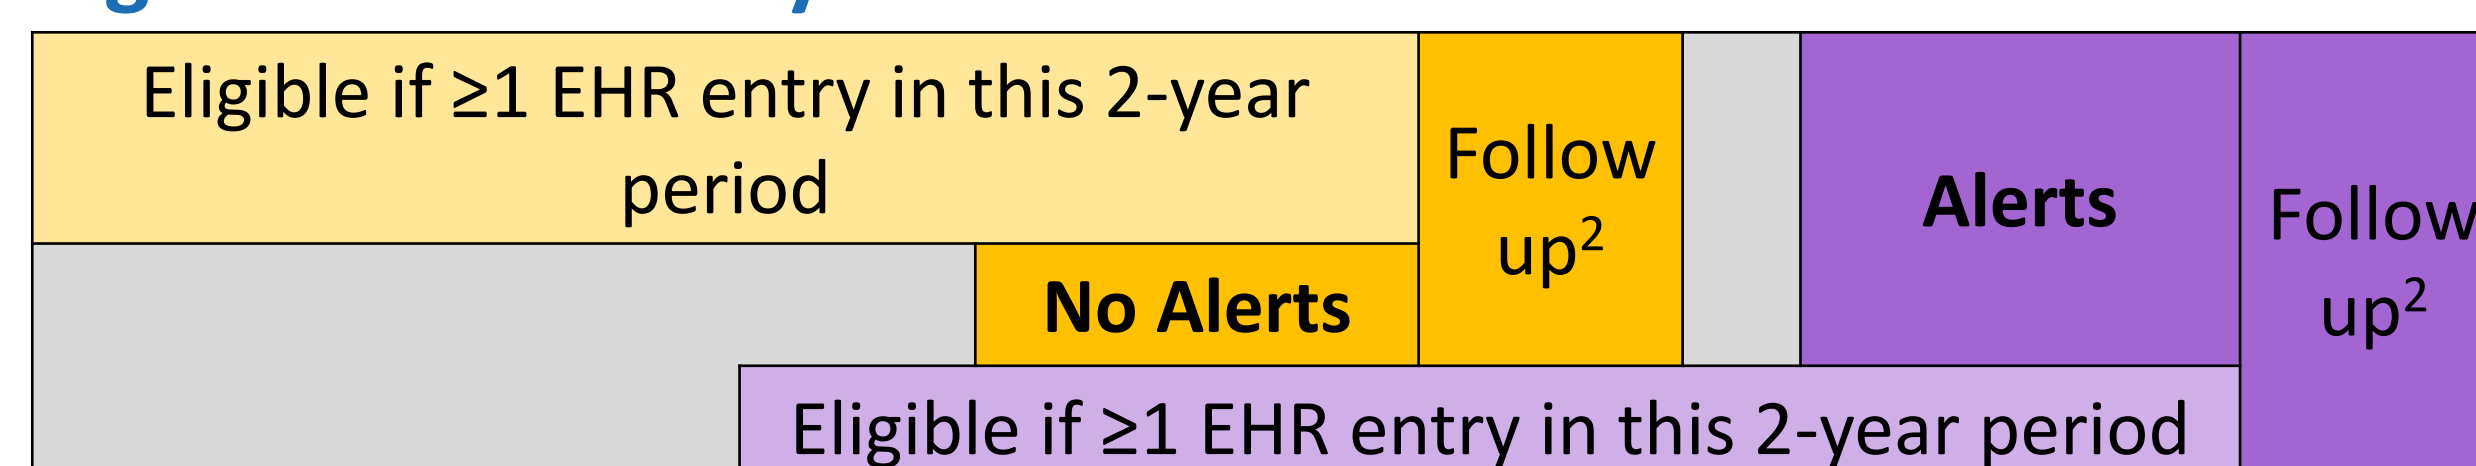 Eligible if ≥1 EHR entry in this 2-year
period
Follow
up²
Alerts
Follow
up²
No Alerts
Eligible if ≥1 EHR entry in this 2-year period